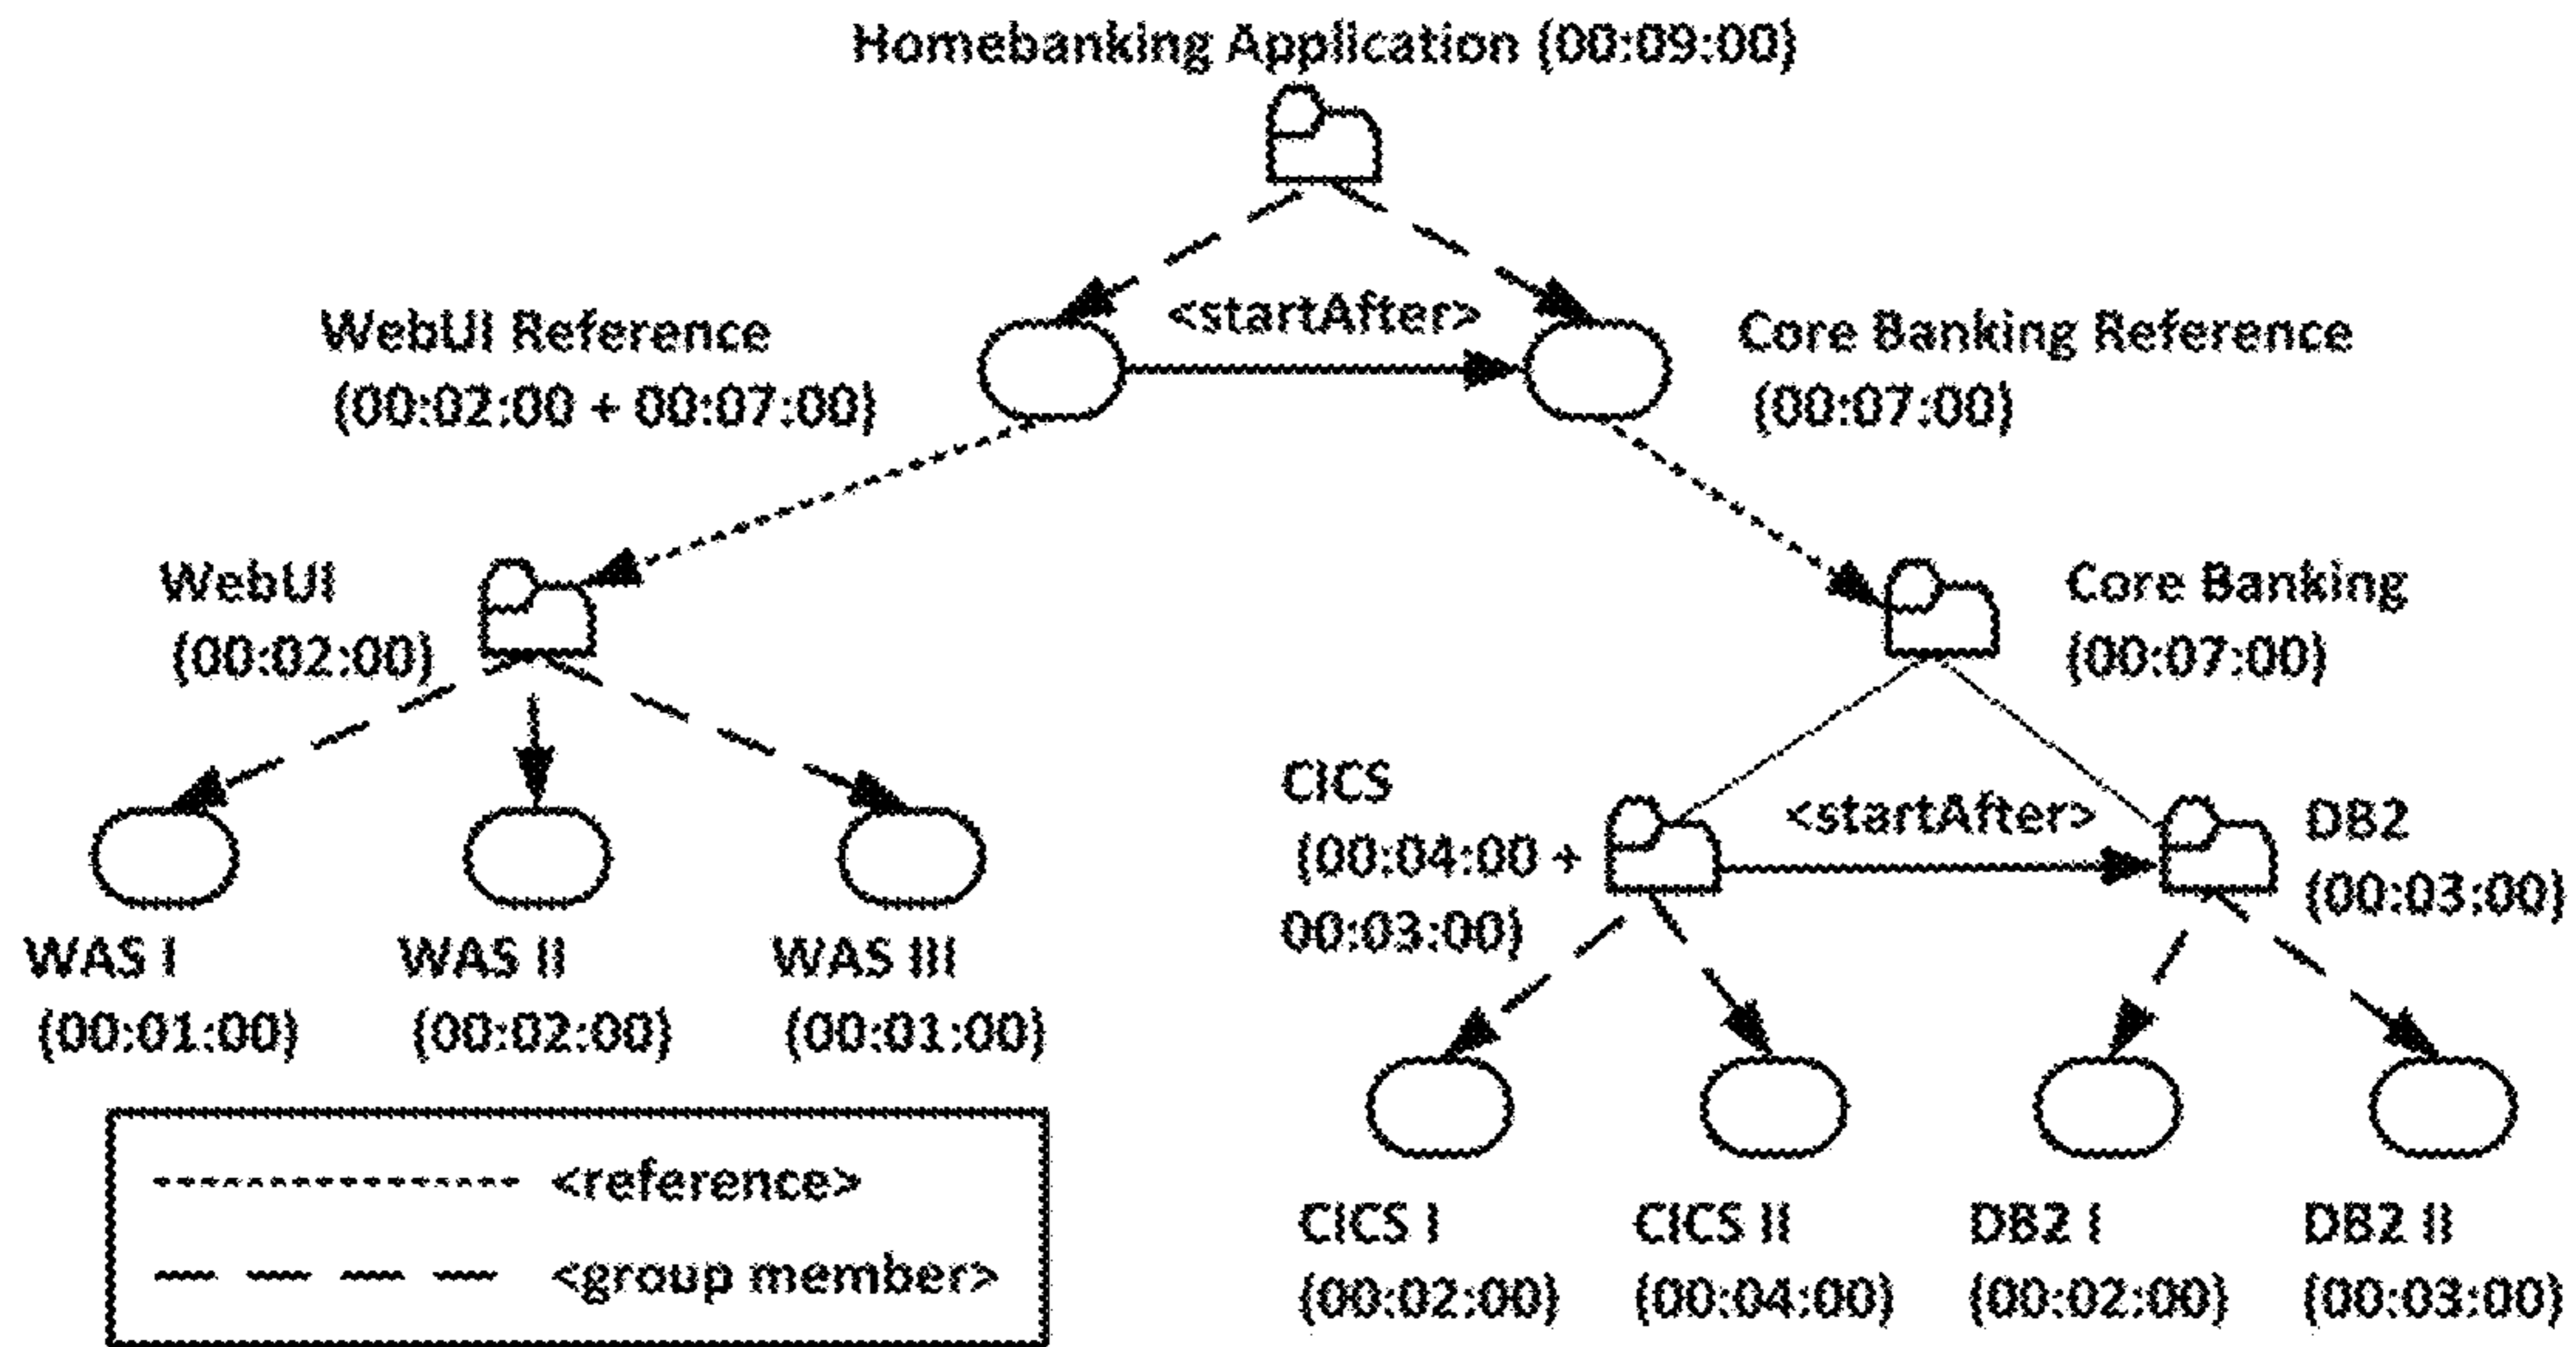 Homebanking Application (00:09:00)
<startAfter>
WebUI Reference
(00:02:00 + 00:07:00)
Core Banking Reference
(00:07:00)
WebUI
(00:02:00)
Core Banking
(00:07:00)
CICS
(00:04:00 +
00:03:00)
<startAfter>
DB2
(00:03:00)
WAS I
(00:01:00)
WAS II
(00:02:00)
WAS III
(00:01:00)
<reference>
<group member>
CICS I
(00:02:00)
CICS II
(00:04:00)
DB2 I
(00:02:00)
DB2 II
(00:03:00)